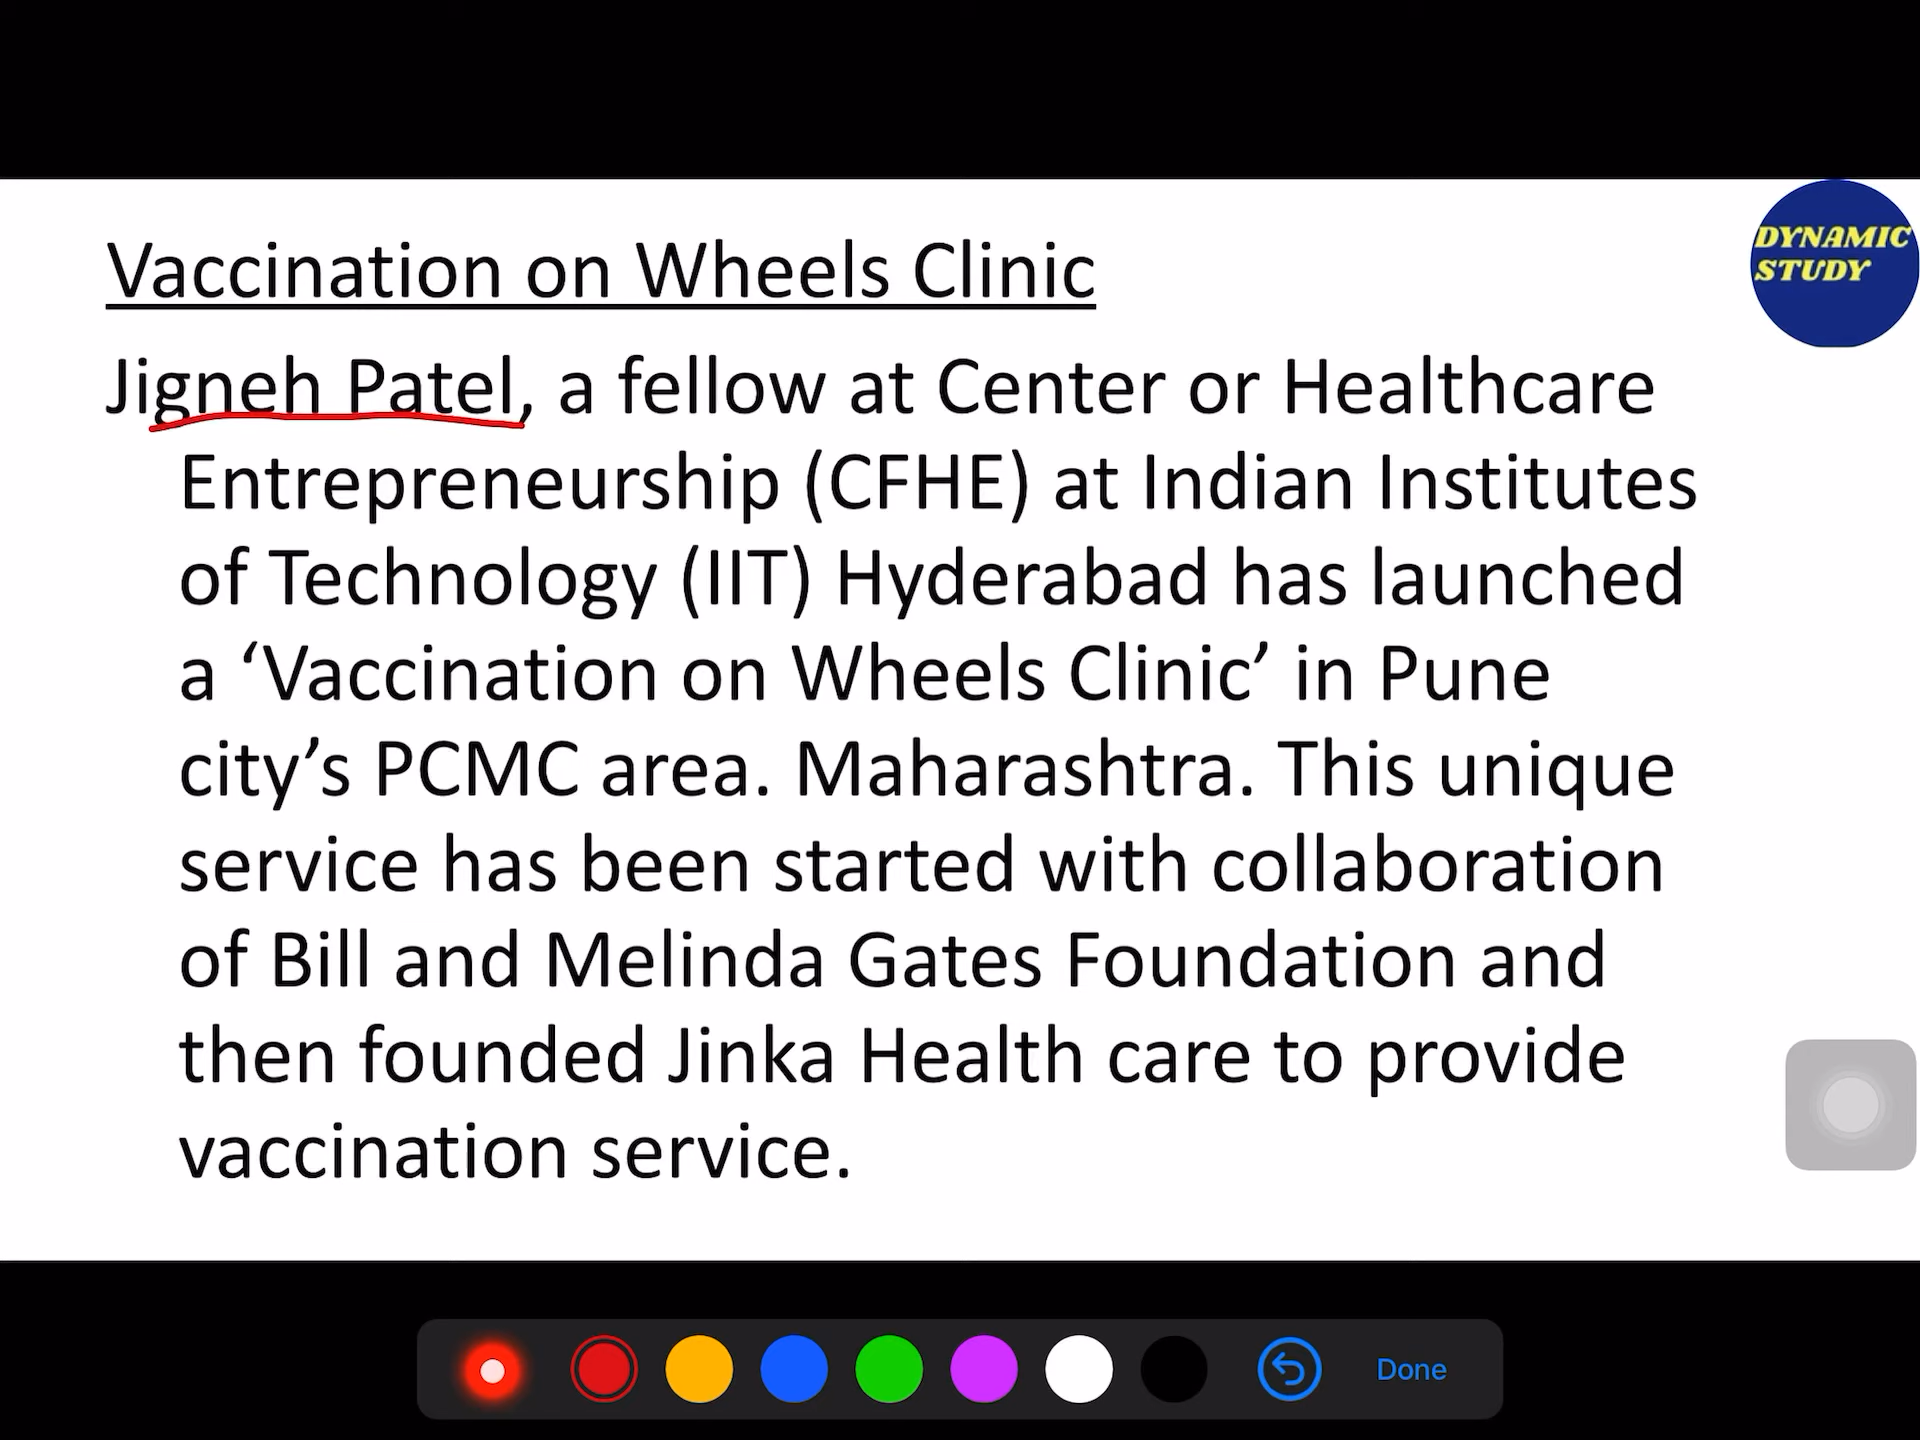 Vaccination on Wheels Clinic
DYNAMIC
STUDY
Jigneh Patel, a fellow at Center or Healthcare
Entrepreneurship (CFHE) at Indian Institutes
of Technology (IIT) Hyderabad has launched
a ‘Vaccination on Wheels Clinic’ in Pune
city’s PCMC area. Maharashtra. This unique
service has been started with collaboration
of Bill and Melinda Gates Foundation and
then founded Jinka Health care to provide
vaccination service.
Done